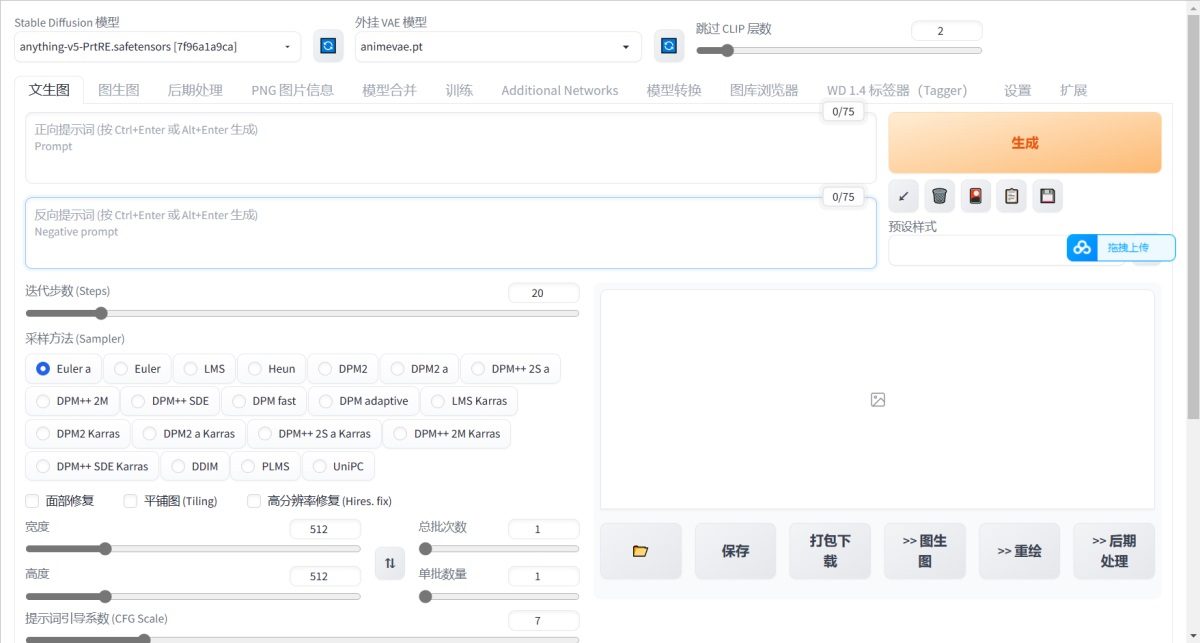 Stable Diffusion 模型
外挂 VAE 模型
跳过 CLIP 层数
2
anything-v5-PrtRE.safetensors [7f96a1a9ca]
animevae.pt
文生图 图生图 后期处理 PNG 图片信息 模型合并 训练 Additional Networks 模型转换 图库浏览器 WD 1.4 标签器（Tagger） 设置 扩展
0/75
正向提示词 (按 Ctrl+Enter 或 Alt+Enter 生成)
Prompt
生成
0/75
反向提示词 (按 Ctrl+Enter 或 Alt+Enter 生成)
Negative prompt
预设样式
拖拽上传
迭代步数 (Steps)
20
采样方法 (Sampler)
Euler a Euler LMS Heun DPM2 DPM2 a DPM++ 2S a
DPM++ 2M DPM++ SDE DPM fast DPM adaptive LMS Karras
DPM2 Karras DPM2 a Karras DPM++ 2S a Karras DPM++ 2M Karras
DPM++ SDE Karras DDIM PLMS UniPC
面部修复 平铺图 (Tiling) 高分辨率修复 (Hires. fix)
宽度
512
总批次数
1
高度
512
单批数量
1
提示词引导系数 (CFG Scale)
7
保存
打包下
载
>> 图生
图
>> 重绘
>> 后期
处理